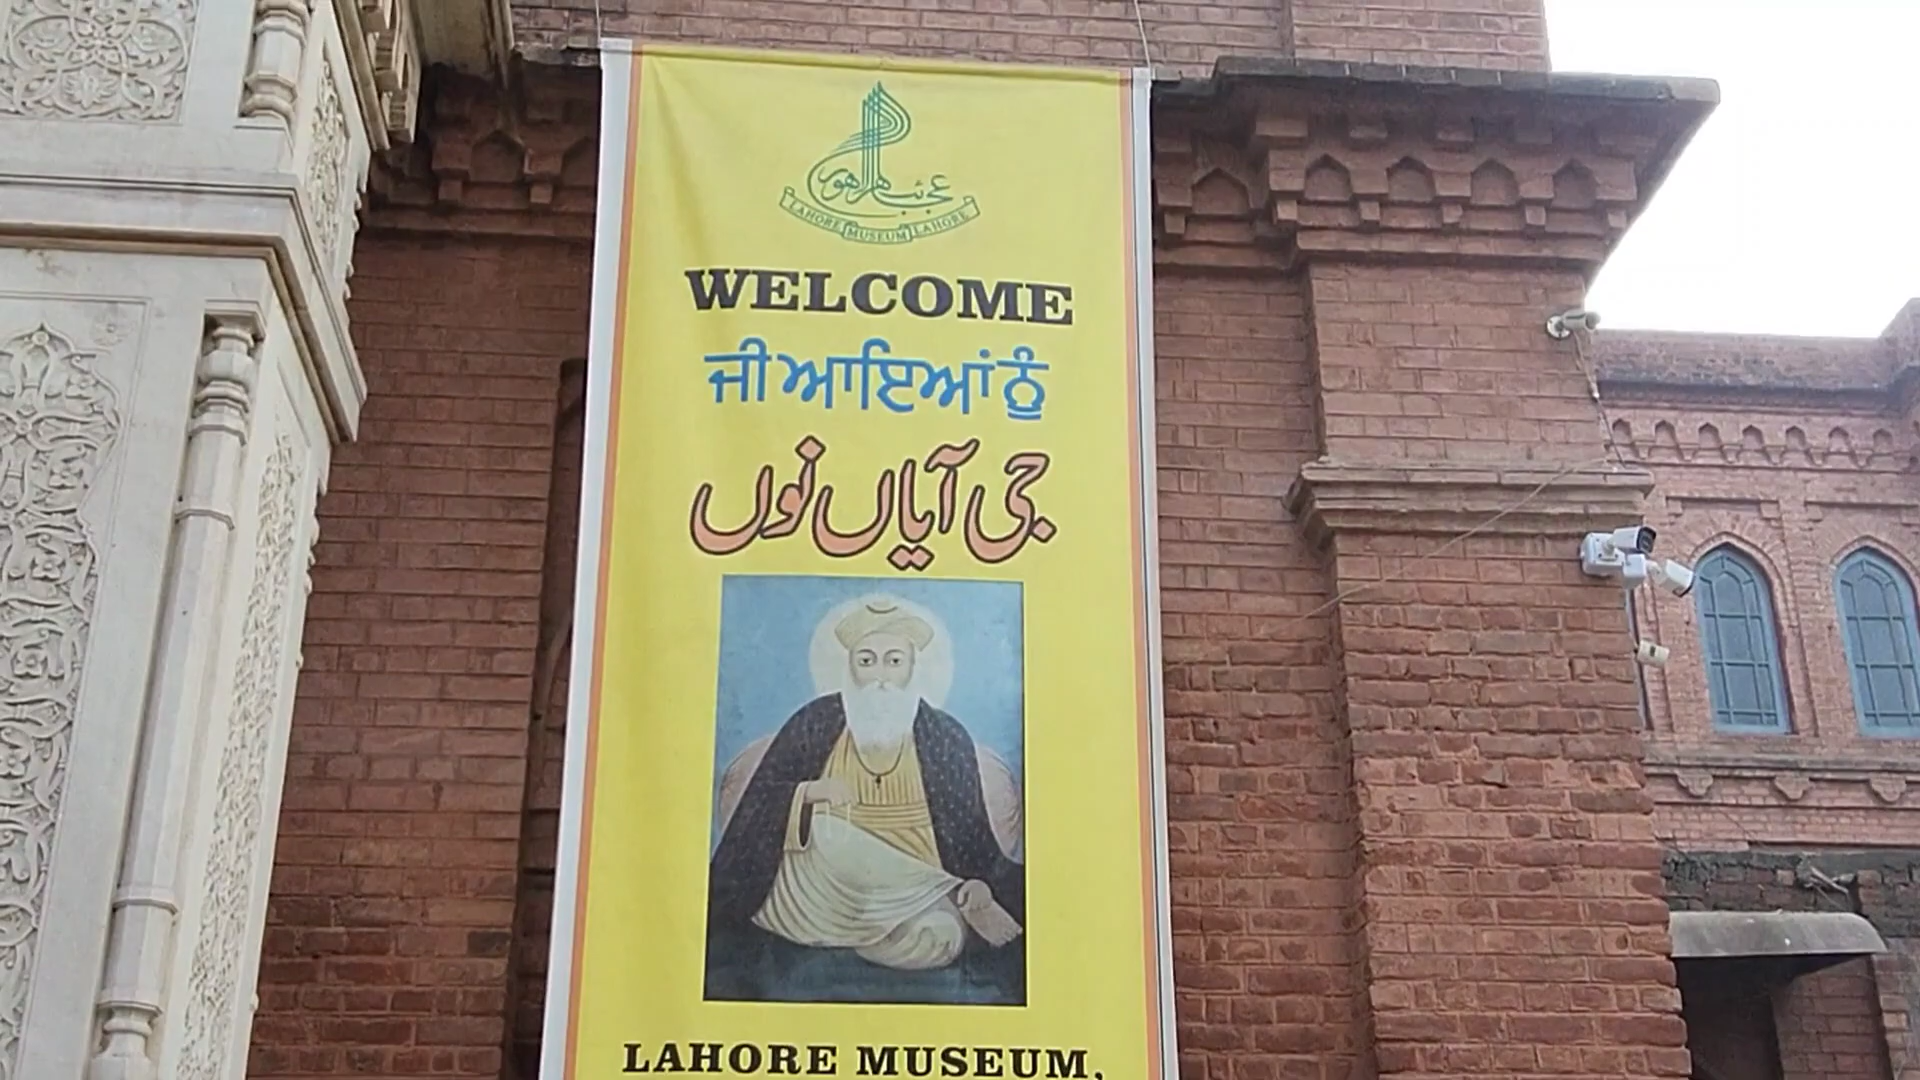 عجائب گھر لاہور
LAHORE MUSEUM LAHORE
WELCOME
ਜੀ ਆਇਆਂ ਨੂੰ
جی آیاں نوں
LAHORE MUSEUM,